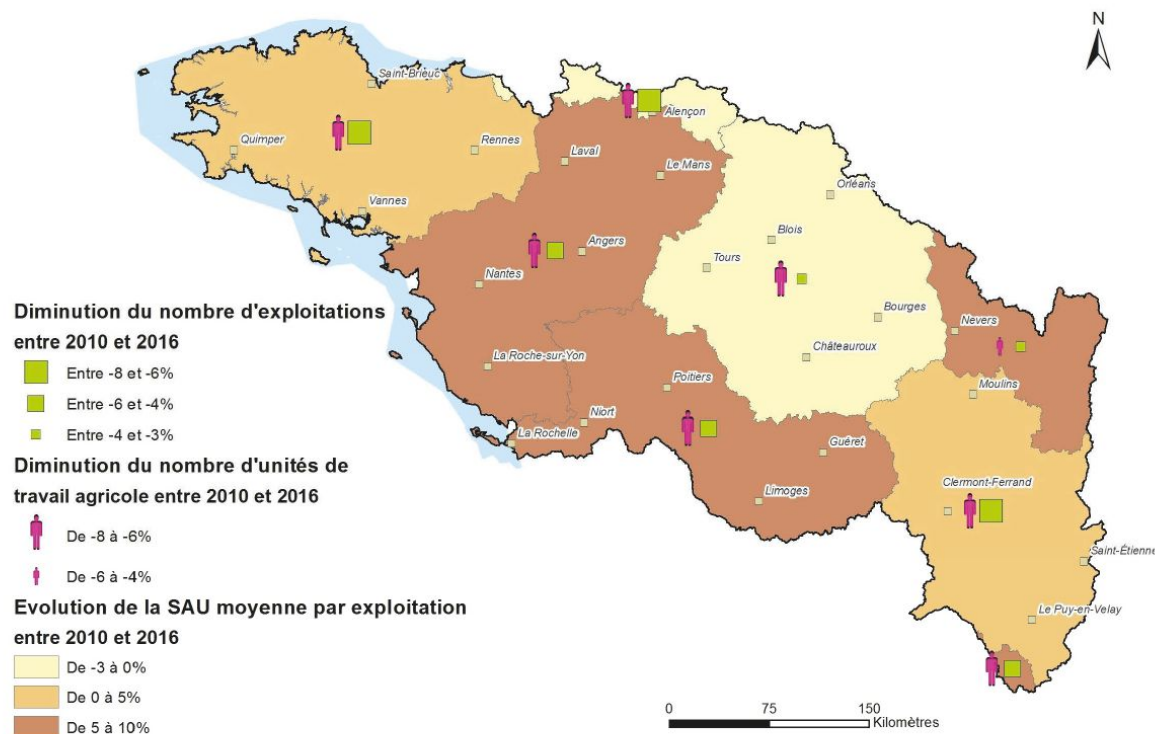 N
Saint-Brieuc
Alençon
Quimper
Rennes
Laval
Le Mans
Orléans
Vannes
Blois
Angers
Tours
Nantes
Bourges
Nevers
Châteauroux
La Roche-sur-Yon
Poitiers
Moulins
Niort
La Rochelle
Guéret
Limoges
Clermont-Ferrand
Saint-Étienne
Le Puy-en-Velay
Diminution du nombre d'exploitations
entre 2010 et 2016
Entre -8 et -6%
Entre -6 et -4%
Entre -4 et -3%
Diminution du nombre d'unités de
travail agricole entre 2010 et 2016
De -8 à -6%
De -6 à -4%
Evolution de la SAU moyenne par exploitation
entre 2010 et 2016
De -3 à 0%
De 0 à 5%
De 5 à 10%
0 75 150
Kilomètres